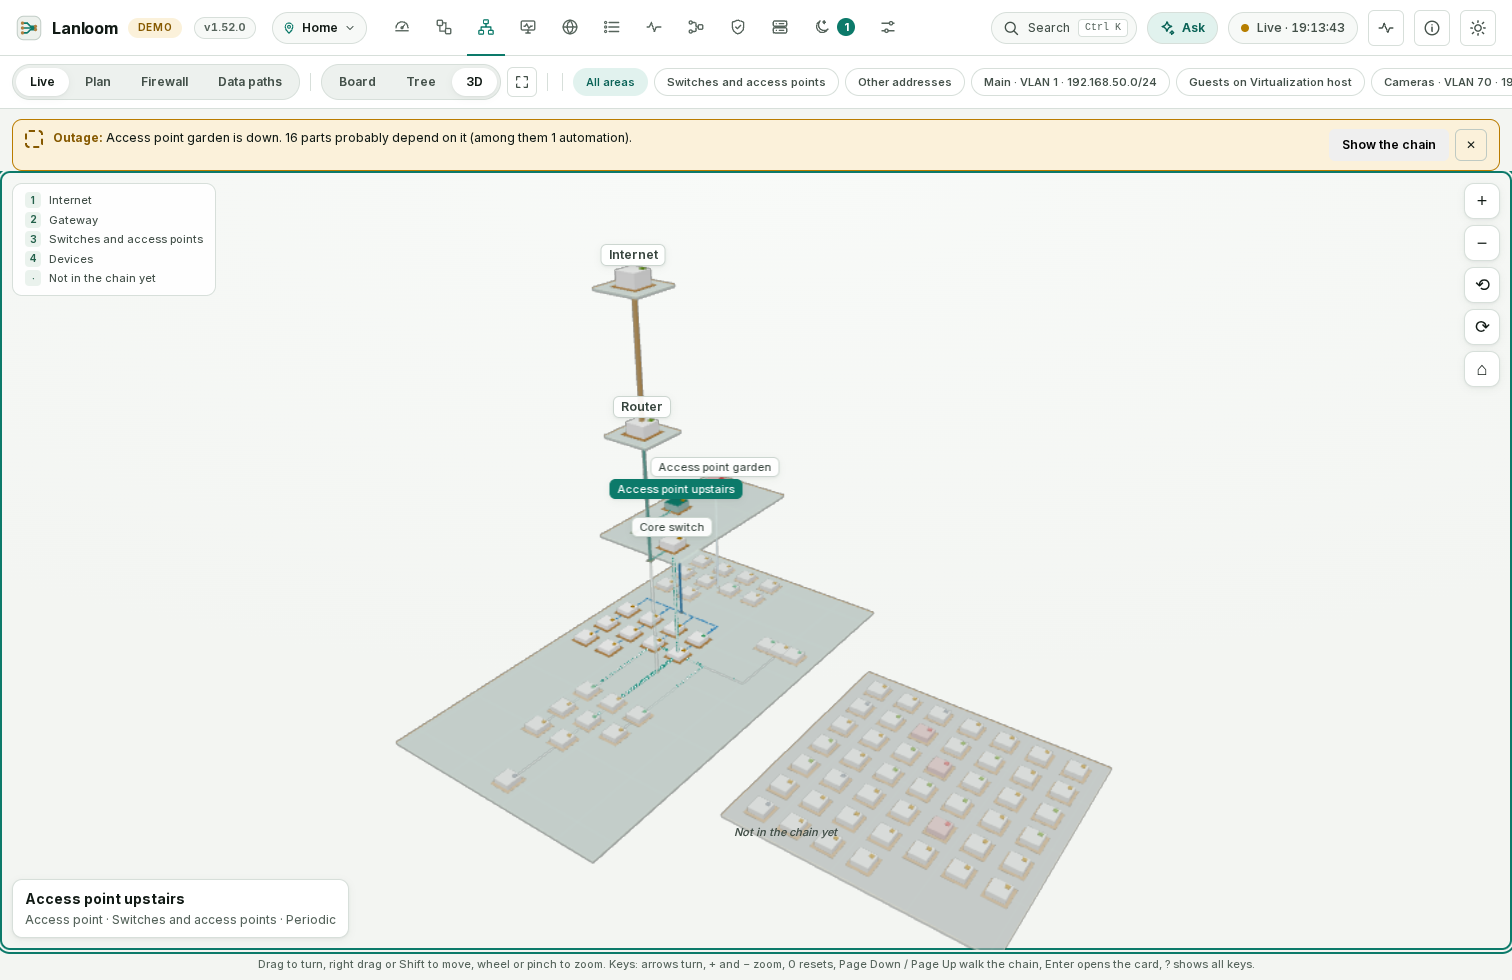 Lanloom DEMO v1.52.0 Home 1 Search Ctrl K Ask Live · 19:13:43
Live Plan Firewall Data paths Board Tree 3D All areas Switches and access points Other addresses Main · VLAN 1 · 192.168.50.0/24 Guests on Virtualization host Cameras · VLAN 70 · 19
Outage: Access point garden is down. 16 parts probably depend on it (among them 1 automation).
Show the chain ×
1 Internet
2 Gateway
3 Switches and access points
4 Devices
· Not in the chain yet
+
−
Internet
Router
Access point garden
Access point upstairs
Core switch
Not in the chain yet
Access point upstairs
Access point · Switches and access points · Periodic
Drag to turn, right drag or Shift to move, wheel or pinch to zoom. Keys: arrows turn, + and − zoom, 0 resets, Page Down / Page Up walk the chain, Enter opens the card, ? shows all keys.